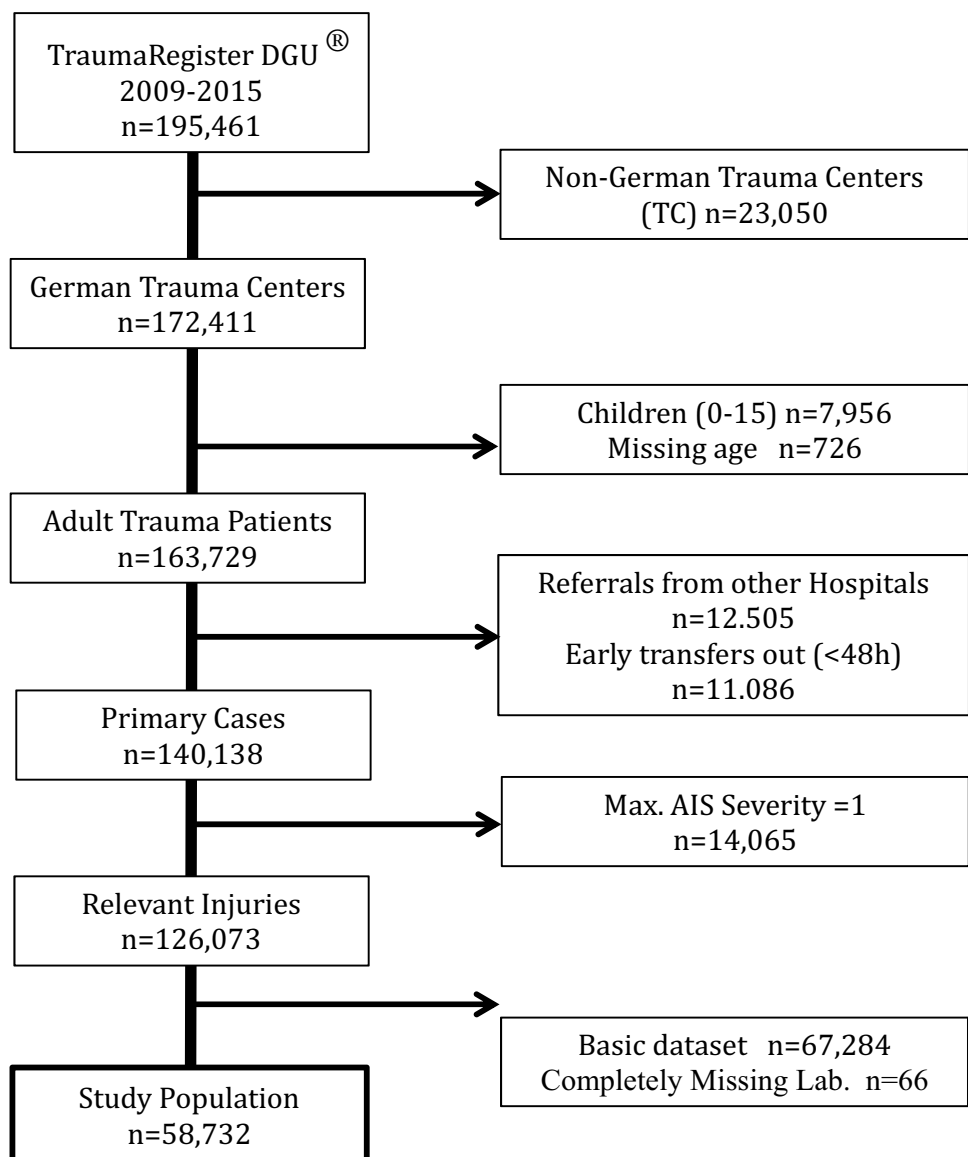 TraumaRegister DGU ®
2009-2015
n=195,461
Non-German Trauma Centers
(TC) n=23,050
German Trauma Centers
n=172,411
Children (0-15) n=7,956
Missing age n=726
Adult Trauma Patients
n=163,729
Referrals from other Hospitals
n=12.505
Early transfers out (<48h)
n=11.086
Primary Cases
n=140,138
Max. AIS Severity =1
n=14,065
Relevant Injuries
n=126,073
Basic dataset n=67,284
Completely Missing Lab. n=66
Study Population
n=58,732